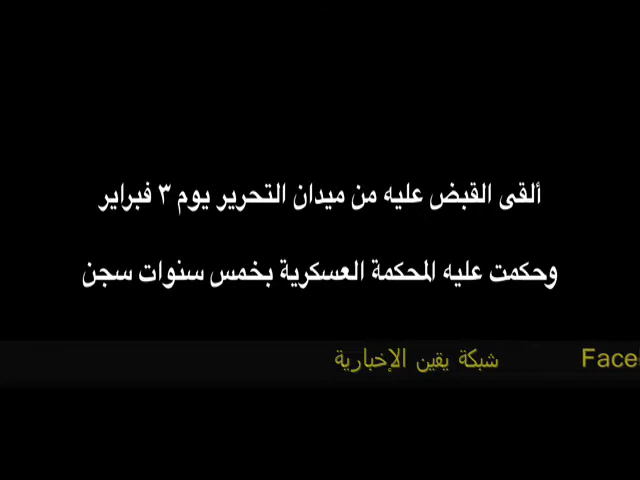 ألقى القبض عليه من ميدان التحرير يوم ٣ فبراير
وحكمت عليه المحكمة العسكرية بخمس سنوات سجن
شبكة يقين الإخبارية